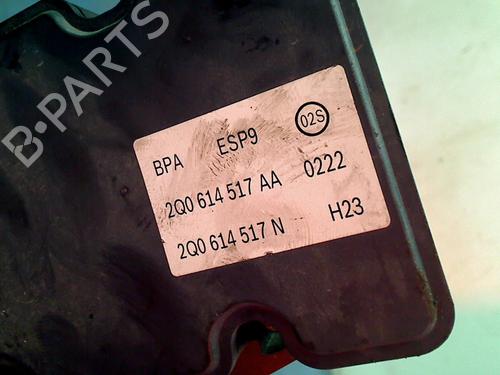 B-PARTS
BPA ESP9 02S
2Q0 614 517 AA 0222
2Q0 614 517 N H23